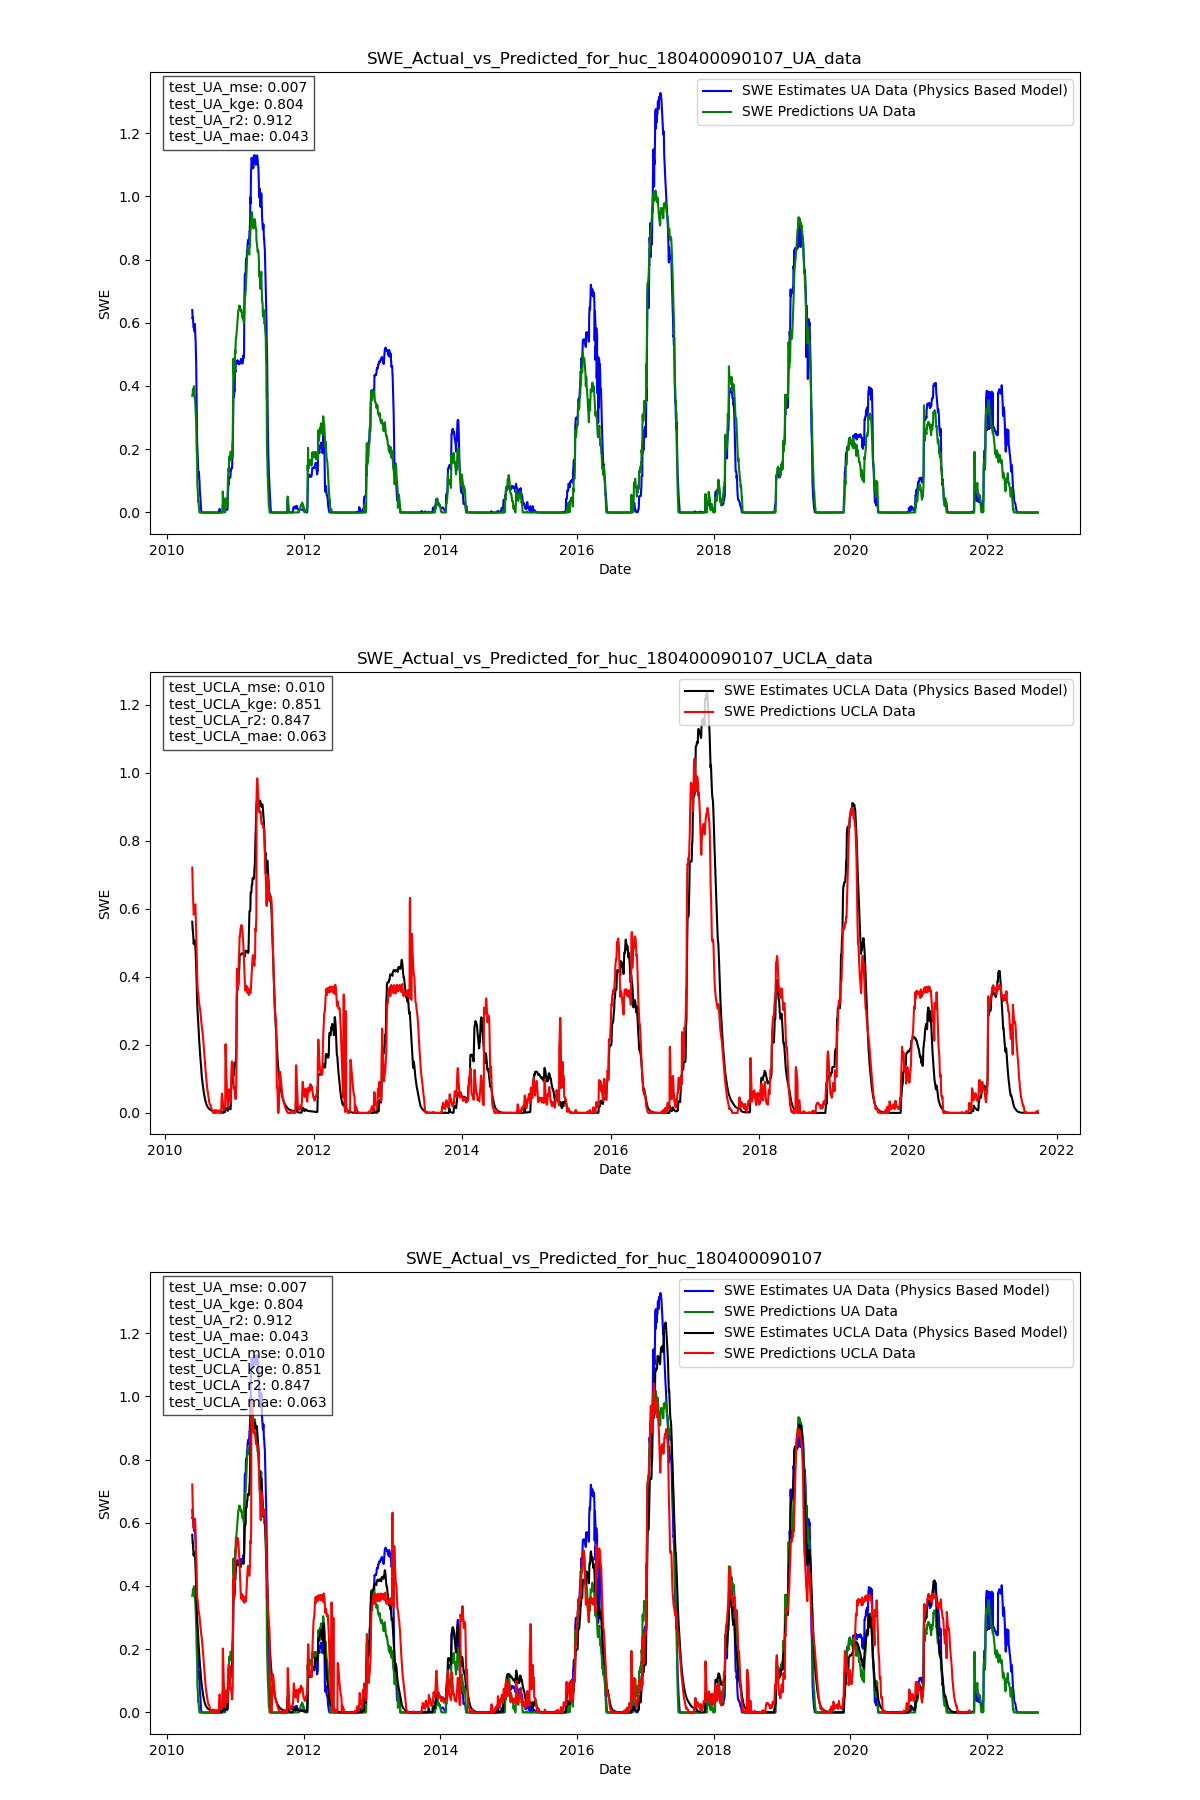 SWE_Actual_vs_Predicted_for_huc_180400090107_UA_data
test_UA_mse: 0.007
test_UA_kge: 0.804
test_UA_r2: 0.912
test_UA_mae: 0.043
SWE Estimates UA Data (Physics Based Model)
SWE Predictions UA Data
1.2
1.0
0.8
0.6
0.4
0.2
0.0
SWE
2010 2012 2014 2016 2018 2020 2022
Date
SWE_Actual_vs_Predicted_for_huc_180400090107_UCLA_data
test_UCLA_mse: 0.010
test_UCLA_kge: 0.851
test_UCLA_r2: 0.847
test_UCLA_mae: 0.063
SWE Estimates UCLA Data (Physics Based Model)
SWE Predictions UCLA Data
1.2
1.0
0.8
0.6
0.4
0.2
0.0
SWE
2010 2012 2014 2016 2018 2020 2022
Date
SWE_Actual_vs_Predicted_for_huc_180400090107
test_UA_mse: 0.007
test_UA_kge: 0.804
test_UA_r2: 0.912
test_UA_mae: 0.043
test_UCLA_mse: 0.010
test_UCLA_kge: 0.851
test_UCLA_r2: 0.847
test_UCLA_mae: 0.063
SWE Estimates UA Data (Physics Based Model)
SWE Predictions UA Data
SWE Estimates UCLA Data (Physics Based Model)
SWE Predictions UCLA Data
1.2
1.0
0.8
0.6
0.4
0.2
0.0
SWE
2010 2012 2014 2016 2018 2020 2022
Date